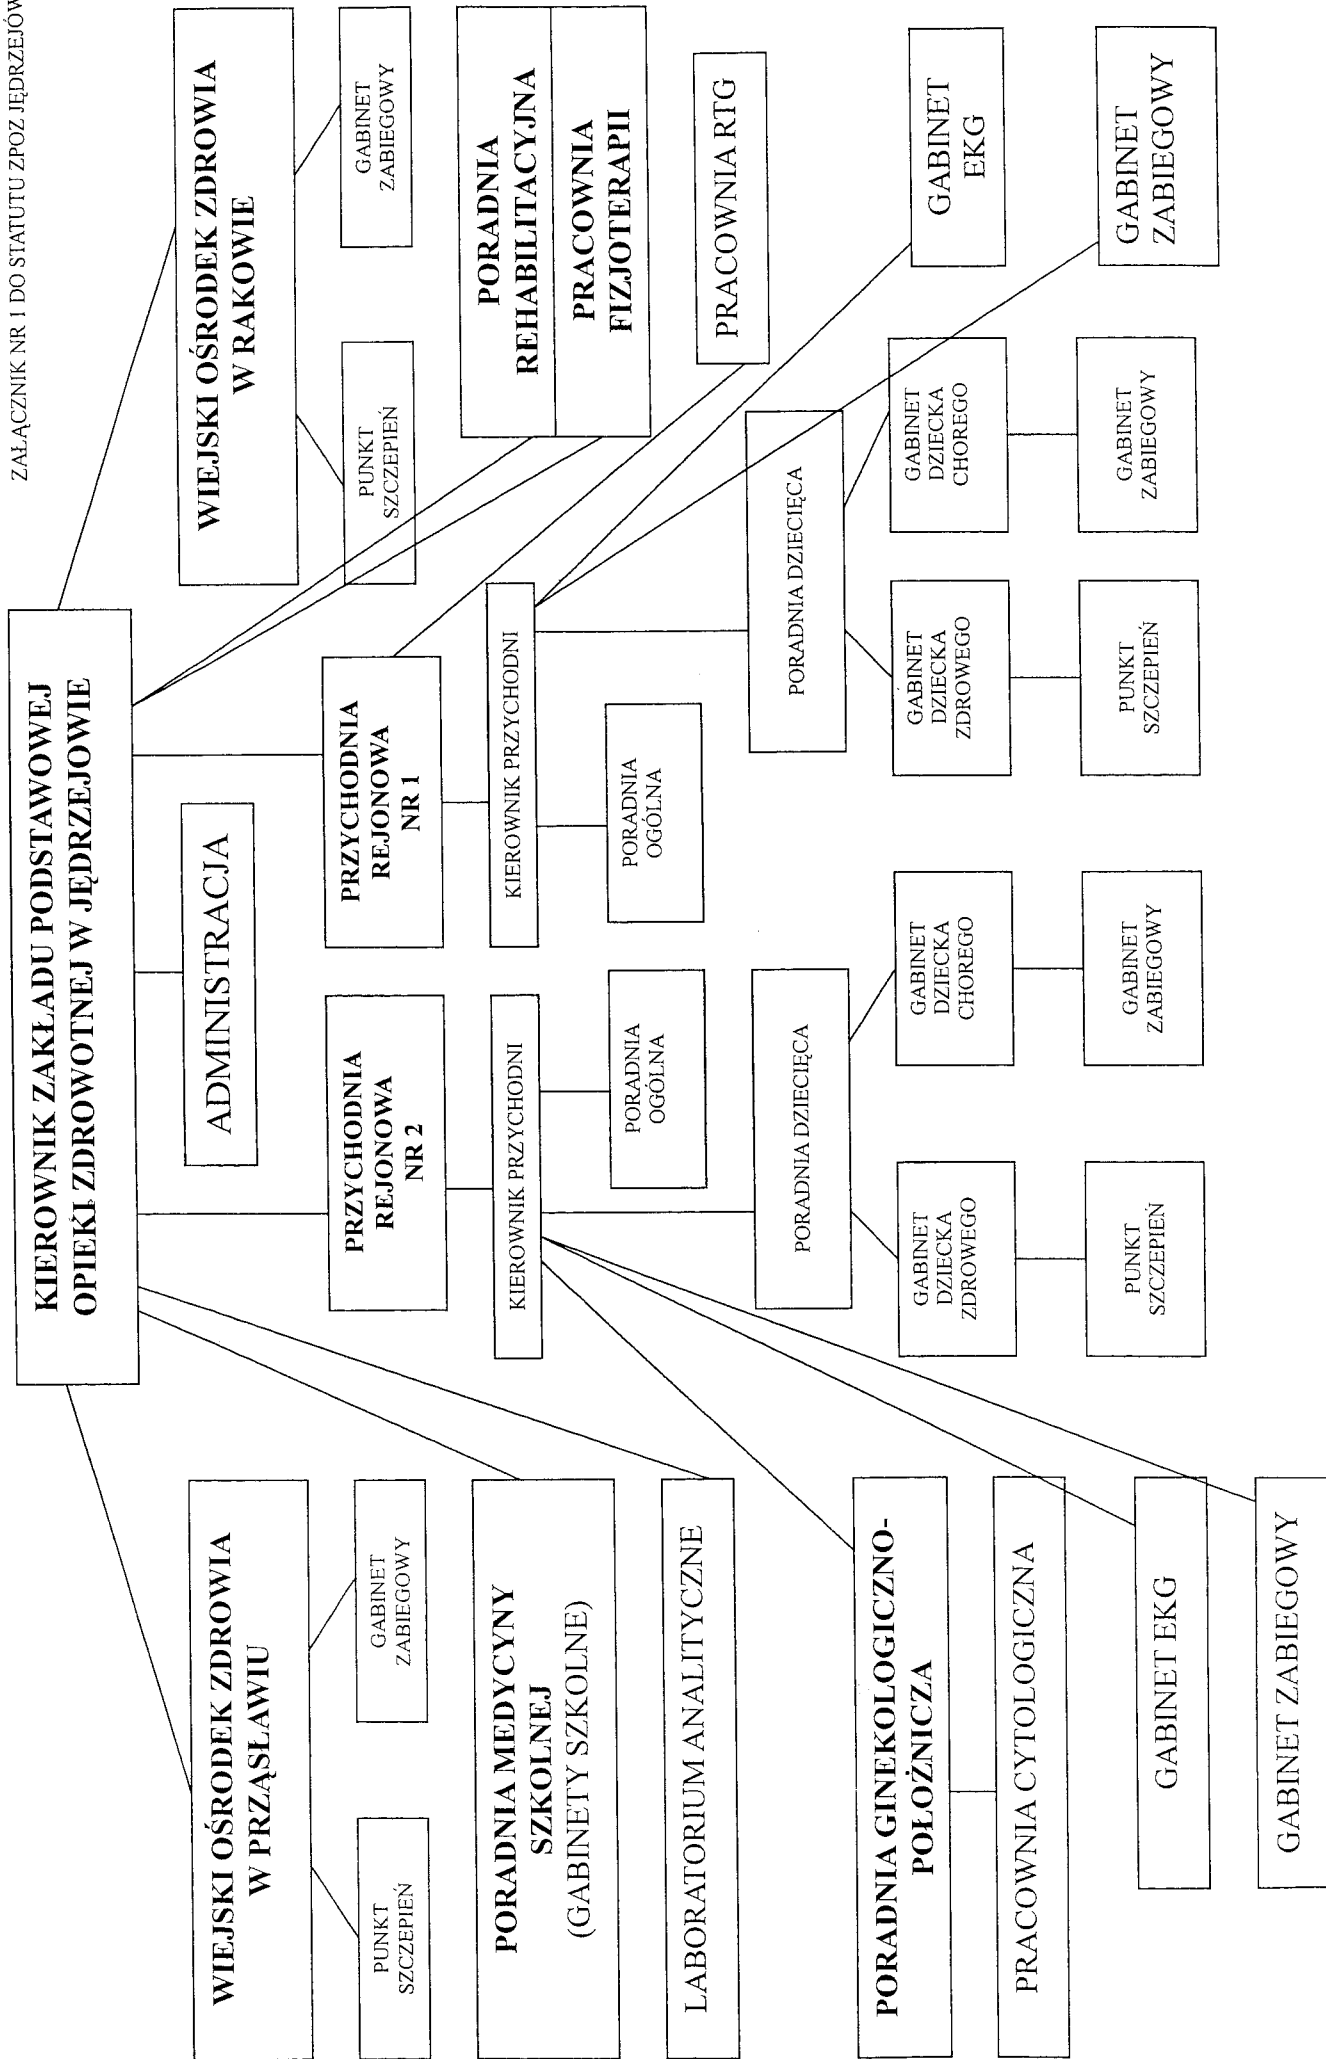 ZAŁĄCZNIK NR 1 DO STATUTU ZPOZ JĘDRZEJÓW
KIEROWNIK ZAKŁADU PODSTAWOWEJ
OPIEKI ZDROWOTNEJ W JĘDRZEJOWIE
WIEJSKI OŚRODEK ZDROWIA
W PRZĄSŁAWIU
PUNKT
SZCZEPIEŃ
GABINET
ZABIEGOWY
ADMINISTRACJA
WIEJSKI OŚRODEK ZDROWIA
W RAKOWIE
PUNKT
SZCZEPIEŃ
GABINET
ZABIEGOWY
PORADNIA MEDYCYNY
SZKOLNEJ
(GABINETY SZKOLNE)
LABORATORIUM ANALITYCZNE
PRZYCHODNIA
REJONOWA
NR 2
PRZYCHODNIA
REJONOWA
NR 1
PORADNIA
REHABILITACYJNA
PRACOWNIA
FIZJOTERAPII
PRACOWNIA RTG
KIEROWNIK PRZYCHODNI
KIEROWNIK PRZYCHODNI
PORADNIA
OGÓLNA
PORADNIA
OGÓLNA
PORADNIA GINEKOLOGICZNO-
POŁOŻNICZA
PRACOWNIA CYTOLOGICZNA
GABINET EKG
GABINET ZABIEGOWY
PORADNIA DZIECIĘCA
GABINET
DZIECKA
ZDROWEGO
GABINET
DZIECKA
CHOREGO
PUNKT
SZCZEPIEŃ
GABINET
ZABIEGOWY
PORADNIA DZIECIĘCA
GABINET
DZIECKA
ZDROWEGO
GABINET
DZIECKA
CHOREGO
PUNKT
SZCZEPIEŃ
GABINET
ZABIEGOWY
GABINET
EKG
GABINET
ZABIEGOWY